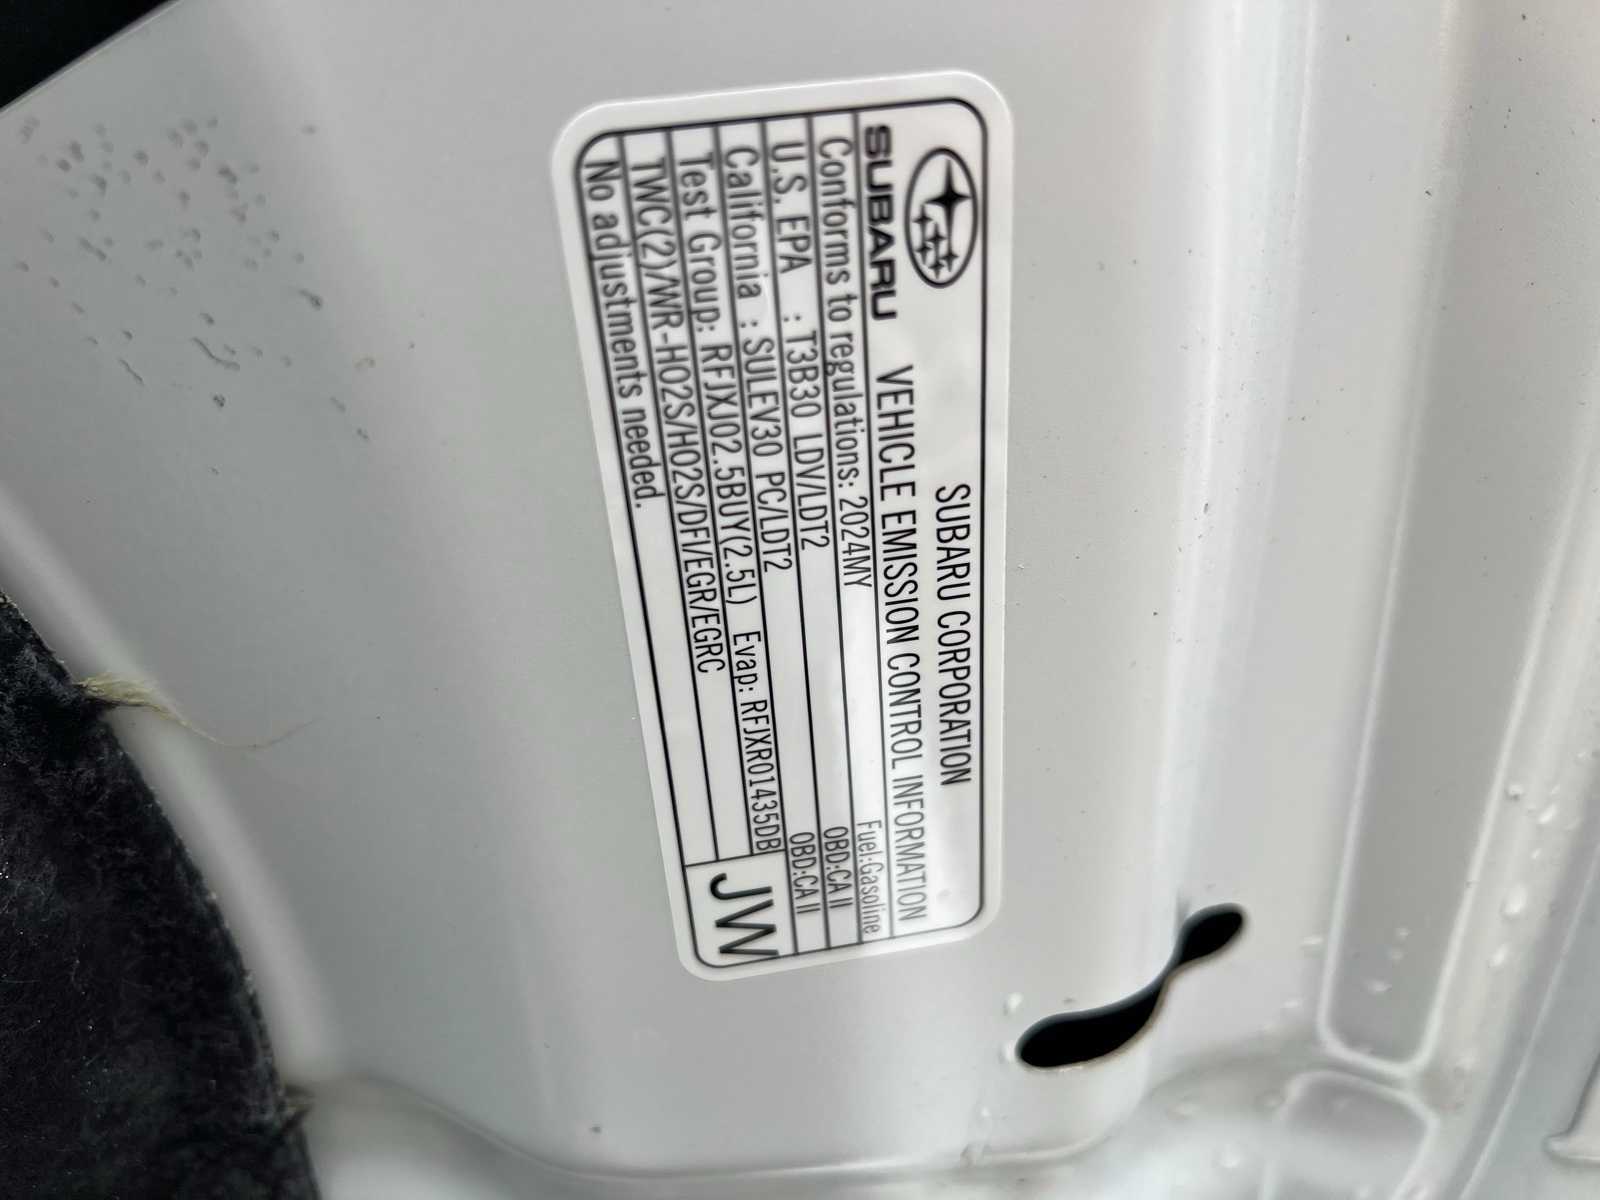 SUBARU CORPORATION
SUBARU VEHICLE EMISSION CONTROL INFORMATION
Conforms to regulations: 2024MY Fuel:Gasoline
U.S. EPA : T3B30 LDV/LDT2 OBD:CA II
California : SULEV30 PC/LDT2 OBD:CA II
Test Group: RFJXJ02.5BUY(2.5L) Evap: RFJXR01435DB
TWC(2)/WR-HO2S/HO2S/DFI/EGR/EGRC
No adjustments needed.
JW